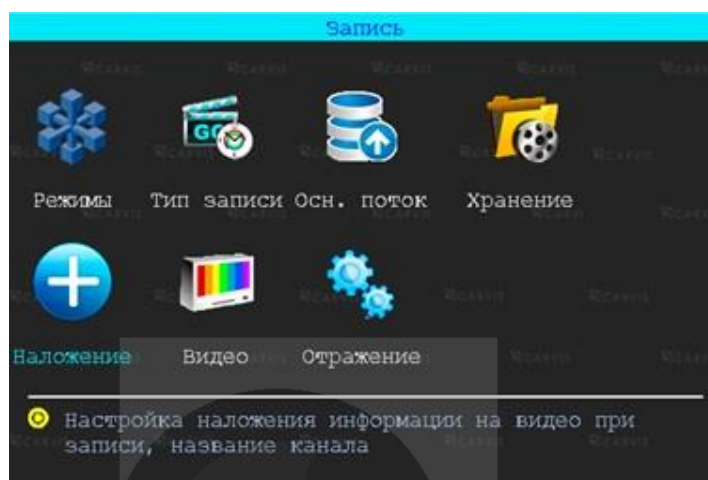 Запись
Режимы
Тип записи
Осн. поток
Хранение
GO
Наложение
Видео
Отражение
Настройка наложения информации на видео при
записи, название канала